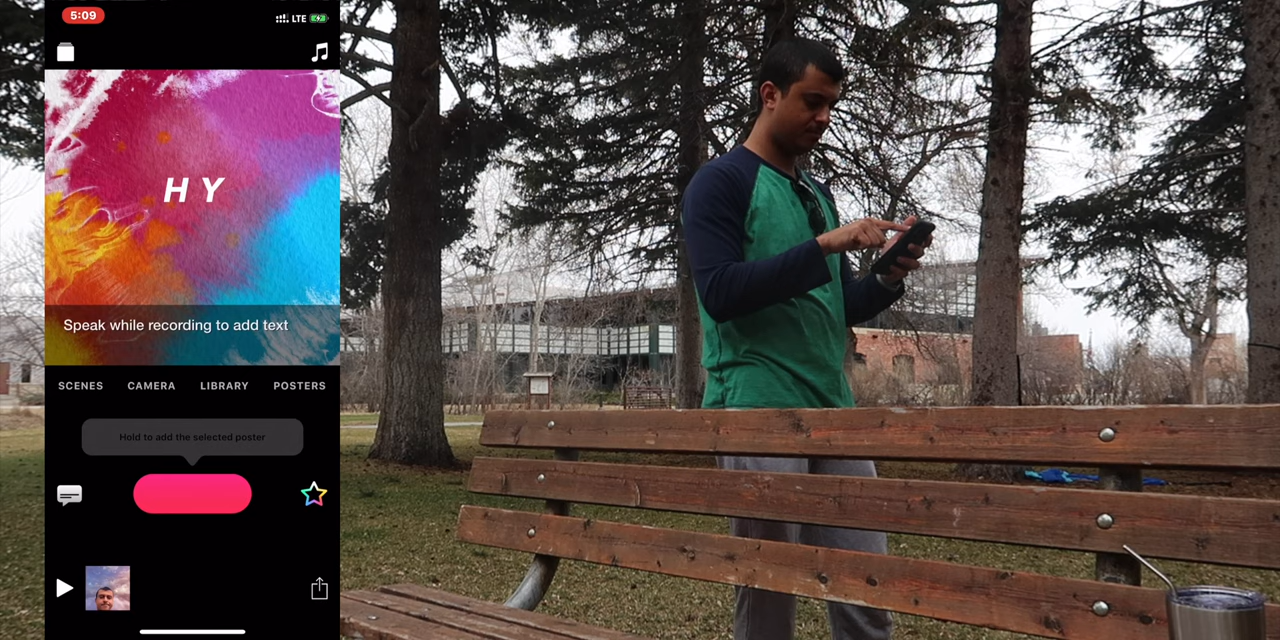 5:09
LTE
H Y
Speak while recording to add text
SCENES CAMERA LIBRARY POSTERS
Hold to add the selected poster